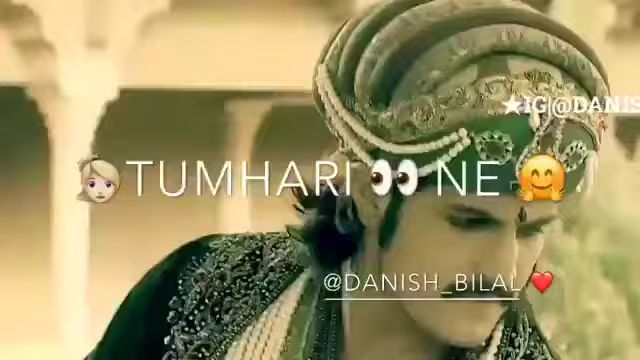 ★IG|@DANIS
👩🏼TUMHARI 👀 NE 🤗
@DANISH_BILAL ❤️